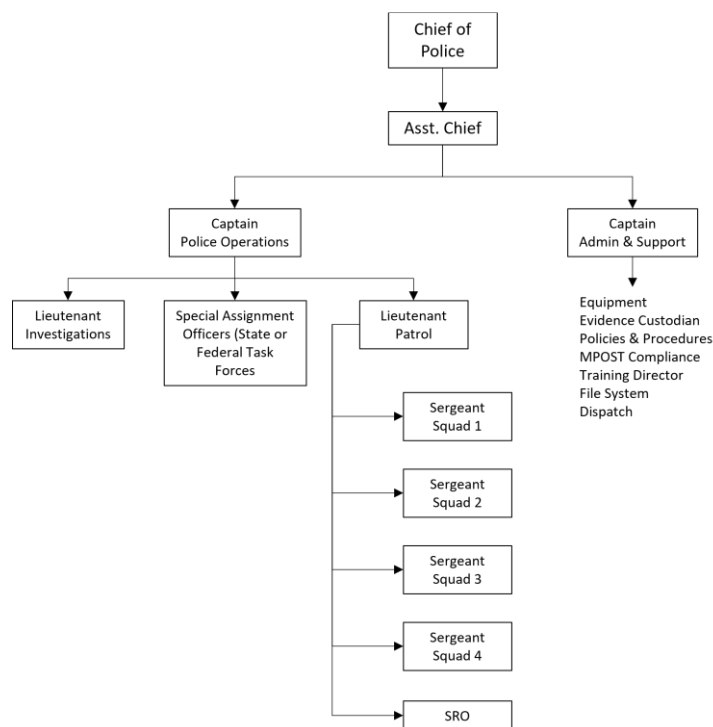 Chief of
Police
Asst. Chief
Captain
Police Operations
Captain
Admin & Support
Lieutenant
Investigations
Special Assignment
Officers (State or
Federal Task
Forces
Lieutenant
Patrol
Equipment
Evidence Custodian
Policies & Procedures
MPOST Compliance
Training Director
File System
Dispatch
Sergeant
Squad 1
Sergeant
Squad 2
Sergeant
Squad 3
Sergeant
Squad 4
SRO